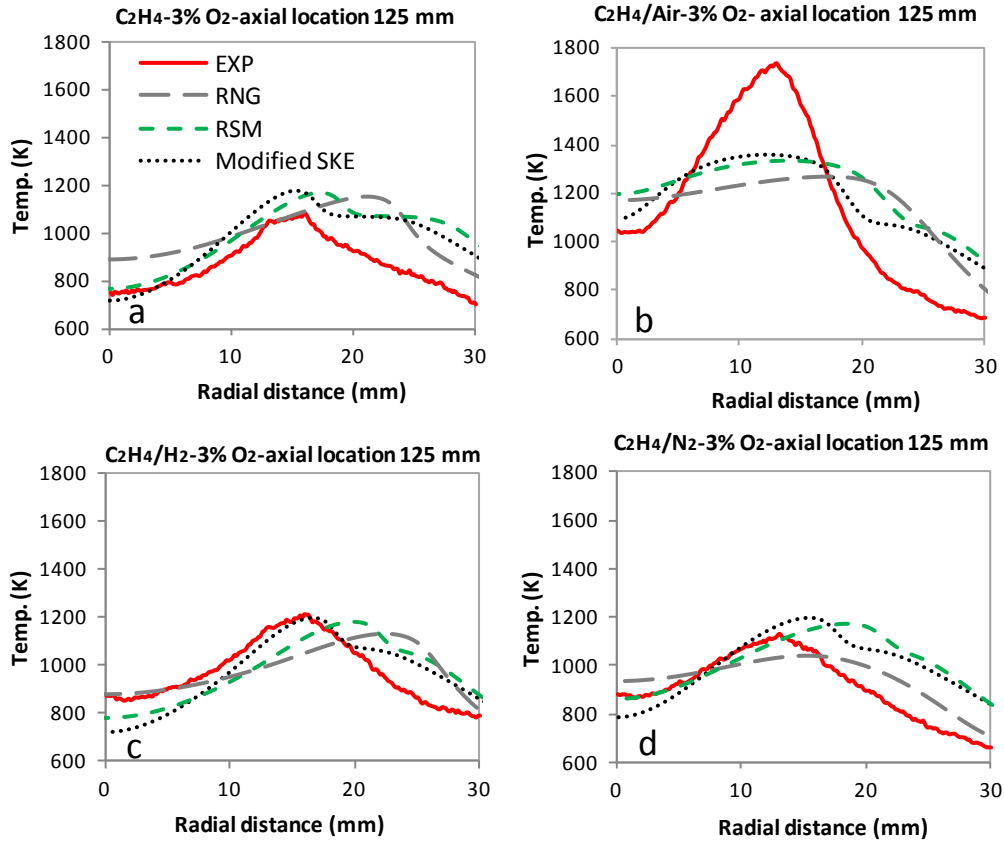 C2H4-3% O2-axial location 125 mm
1800
1600
1400
1200
1000
800
600
Temp. (K)
EXP
RNG
RSM
Modified SKE
a
0 10 20 30
Radial distance (mm)
C2H4/Air-3% O2- axial location 125 mm
1800
1600
1400
1200
1000
800
600
Temp. (K)
b
0 10 20 30
Radial distance (mm)
C2H4/H2-3% O2-axial location 125 mm
1800
1600
1400
1200
1000
800
600
Temp. (K)
c
0 10 20 30
Radial distance (mm)
C2H4/N2-3% O2-axial location 125 mm
1800
1600
1400
1200
1000
800
600
Temp. (K)
d
0 10 20 30
Radial distance (mm)